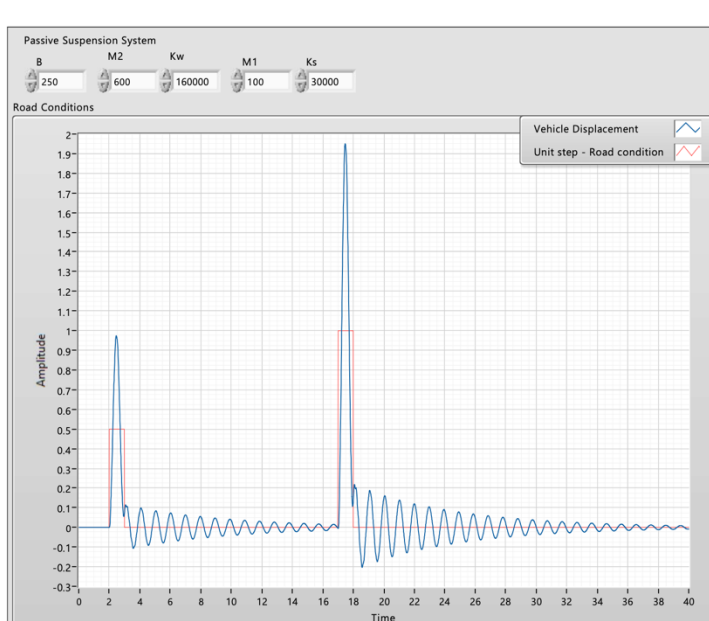 Passive Suspension System
B M2 Kw M1 Ks
250 600 160000 100 30000
Road Conditions
Vehicle Displacement
Unit step - Road condition
Amplitude
2
1.9
1.8
1.7
1.6
1.5
1.4
1.3
1.2
1.1
1
0.9
0.8
0.7
0.6
0.5
0.4
0.3
0.2
0.1
0
-0.1
-0.2
-0.3
0 2 4 6 8 10 12 14 16 18 20 22 24 26 28 30 32 34 36 38 40
Time